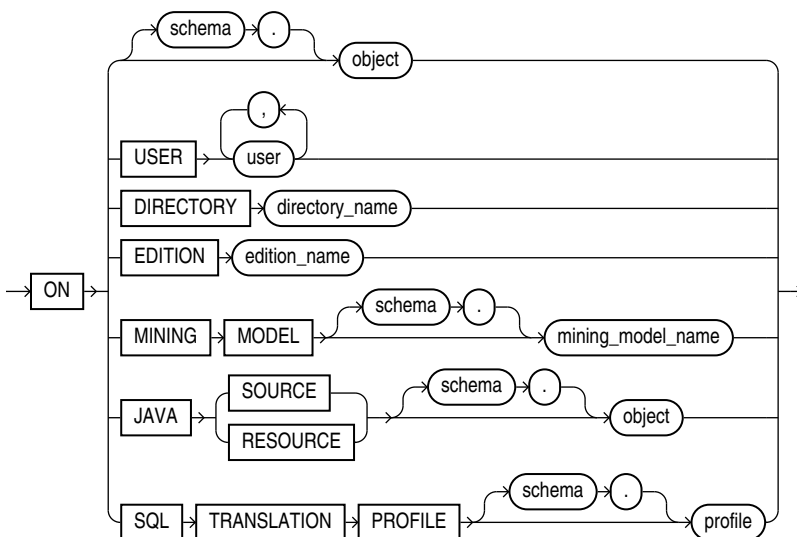 schema .
object
,
USER user
DIRECTORY directory_name
EDITION edition_name
ON
schema .
MINING MODEL mining_model_name
SOURCE schema .
JAVA object
RESOURCE
schema .
SQL TRANSLATION PROFILE profile